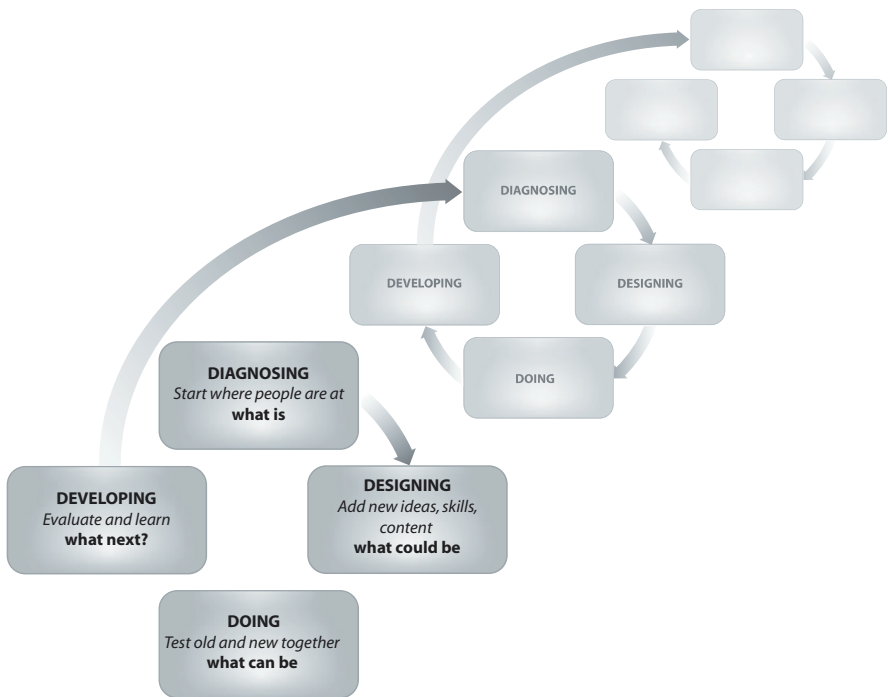 DIAGNOSING
DEVELOPING
DESIGNING
DOING
DIAGNOSING
Start where people are at
what is
DEVELOPING
Evaluate and learn
what next?
DESIGNING
Add new ideas, skills,
content
what could be
DOING
Test old and new together
what can be